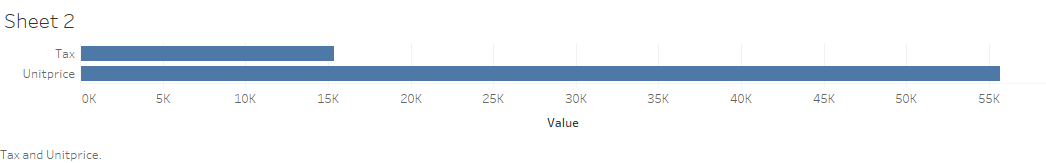 Sheet 2
Tax
Unitprice
0K 5K 10K 15K 20K 25K 30K 35K 40K 45K 50K 55K
Value
Tax and Unitprice.